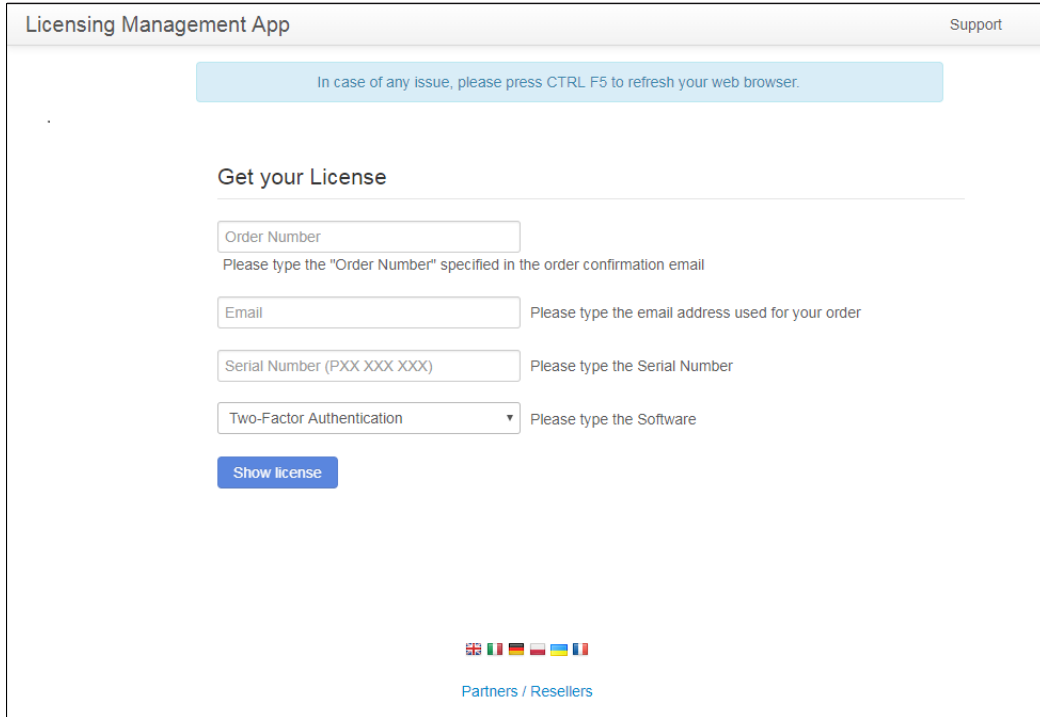 Licensing Management App
Support
In case of any issue, please press CTRL F5 to refresh your web browser.
.
Get your License
Order Number
Please type the "Order Number" specified in the order confirmation email
Email Please type the email address used for your order
Serial Number (PXX XXX XXX) Please type the Serial Number
Two-Factor Authentication Please type the Software
Show license
Partners / Resellers